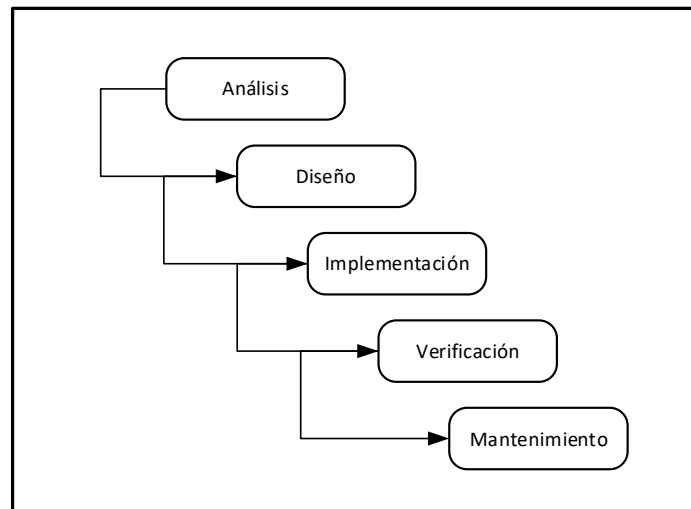 Análisis
Diseño
Implementación
Verificación
Mantenimiento